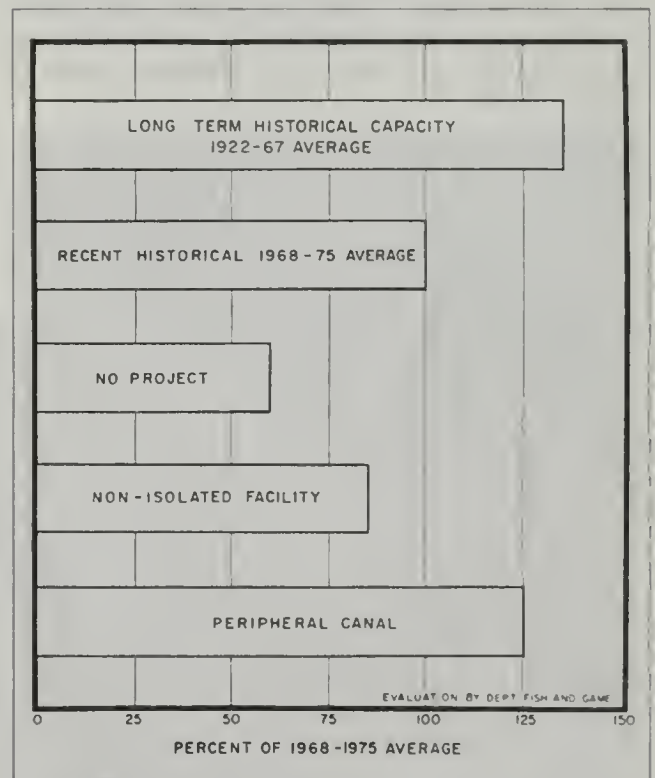 LONG TERM HISTORICAL CAPACITY
1922-67 AVERAGE
RECENT HISTORICAL 1968-75 AVERAGE
NO PROJECT
NON-ISOLATED FACILITY
PERIPHERAL CANAL
EVALUATION BY DEPT FISH AND GAME
0 25 50 75 100 125 150
PERCENT OF 1968-1975 AVERAGE